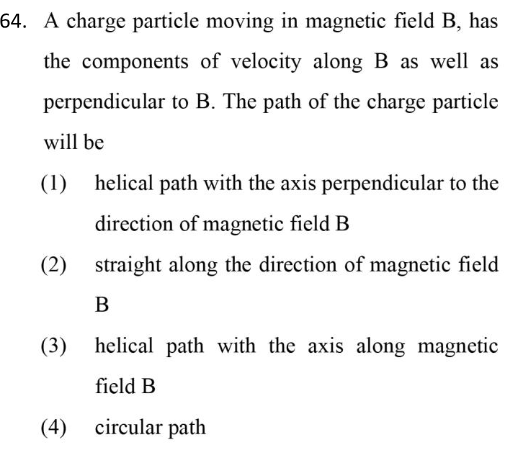 64. A charge particle moving in magnetic field B, has
the components of velocity along B as well as
perpendicular to B. The path of the charge particle
will be
(1) helical path with the axis perpendicular to the
direction of magnetic field B
(2) straight along the direction of magnetic field
B
(3) helical path with the axis along magnetic
field B
(4) circular path